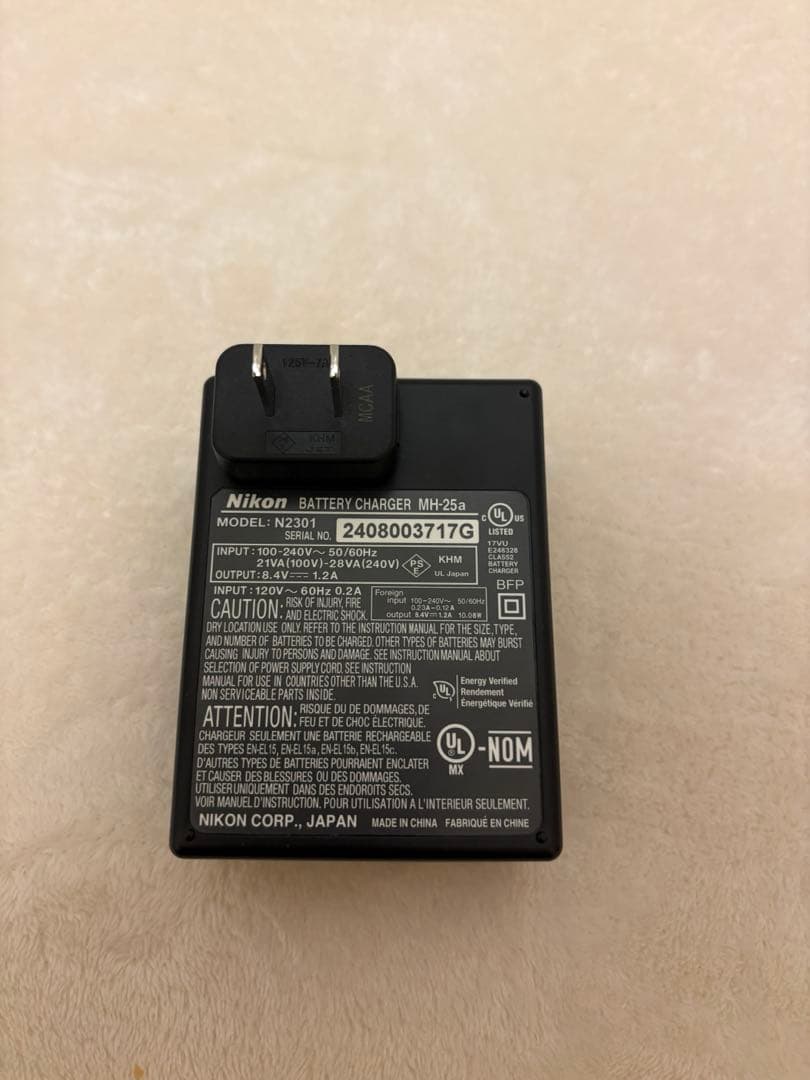 125V-7A
MCAA
KHM
JET
Nikon BATTERY CHARGER MH-25a
MODEL: N2301
SERIAL NO. 2408003717G
INPUT: 100-240V~ 50/60Hz
21VA(100V)-28VA(240V)
OUTPUT: 8.4V⎓ 1.2A
PS
E
KHM
UL Japan
INPUT: 120V~ 60Hz 0.2A
Foreign
input 100-240V~ 50/60Hz
0.23A-0.12A
output 8.4V⎓1.2A 10.08W
C UL US
LISTED
17VU
E248328
CLASS2
BATTERY
CHARGER
BFP
CAUTION: RISK OF INJURY, FIRE
AND ELECTRIC SHOCK.
DRY LOCATION USE ONLY. REFER TO THE INSTRUCTION MANUAL FOR THE SIZE, TYPE,
AND NUMBER OF BATTERIES TO BE CHARGED. OTHER TYPES OF BATTERIES MAY BURST
CAUSING INJURY TO PERSONS AND DAMAGE. SEE INSTRUCTION MANUAL ABOUT
SELECTION OF POWER SUPPLY CORD. SEE INSTRUCTION
MANUAL FOR USE IN COUNTRIES OTHER THAN THE U.S.A.
NON SERVICEABLE PARTS INSIDE.
C UL
Energy Verified
Rendement
Énergétique Vérifié
ATTENTION: RISQUE DU DE DOMMAGES, DE
FEU ET DE CHOC ÉLECTRIQUE.
CHARGEUR SEULEMENT UNE BATTERIE RECHARGEABLE
DES TYPES EN-EL15, EN-EL15a, EN-EL15b, EN-EL15c.
D'AUTRES TYPES DE BATTERIES POURRAIENT ENCLATER
ET CAUSER DES BLESSURES OU DES DOMMAGES.
UTILISER UNIQUEMENT DANS DES ENDROITS SECS.
VOIR MANUEL D'INSTRUCTION. POUR UTILISATION A L'INTERIEUR SEULEMENT.
UL® MX -NOM
NIKON CORP., JAPAN MADE IN CHINA FABRIQUÉ EN CHINE